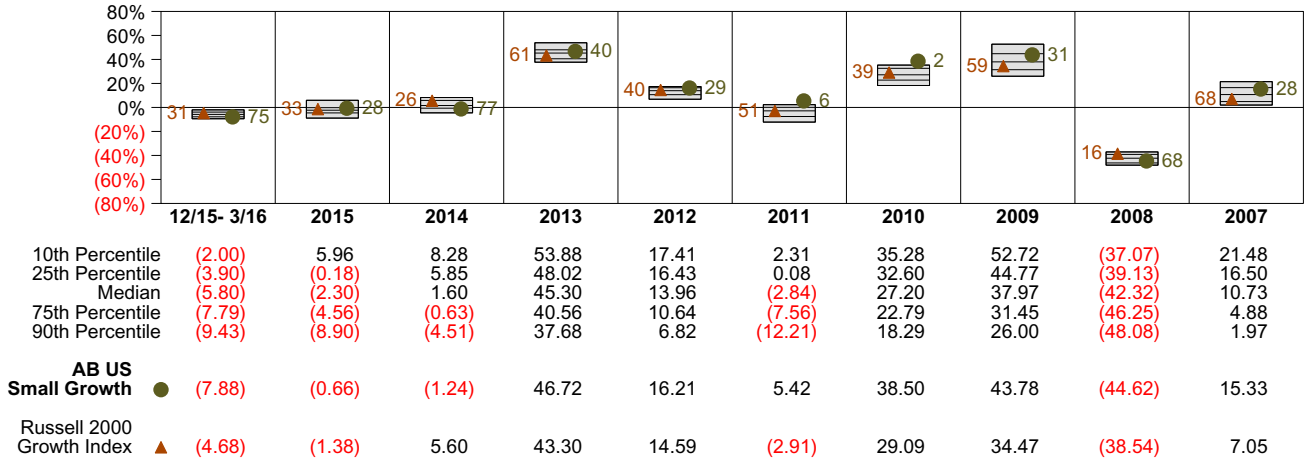 80%
60%
40%
20%
0%
(20%)
(40%)
(60%)
(80%)
31 75
33 28
26 77
61 40
40 29
51 6
39 2
59 31
16 68
68 28
12/15- 3/16 2015 2014 2013 2012 2011 2010 2009 2008 2007
10th Percentile (2.00) 5.96 8.28 53.88 17.41 2.31 35.28 52.72 (37.07) 21.48
25th Percentile (3.90) (0.18) 5.85 48.02 16.43 0.08 32.60 44.77 (39.13) 16.50
Median (5.80) (2.30) 1.60 45.30 13.96 (2.84) 27.20 37.97 (42.32) 10.73
75th Percentile (7.79) (4.56) (0.63) 40.56 10.64 (7.56) 22.79 31.45 (46.25) 4.88
90th Percentile (9.43) (8.90) (4.51) 37.68 6.82 (12.21) 18.29 26.00 (48.08) 1.97
AB US
Small Growth (7.88) (0.66) (1.24) 46.72 16.21 5.42 38.50 43.78 (44.62) 15.33
Russell 2000
Growth Index (4.68) (1.38) 5.60 43.30 14.59 (2.91) 29.09 34.47 (38.54) 7.05